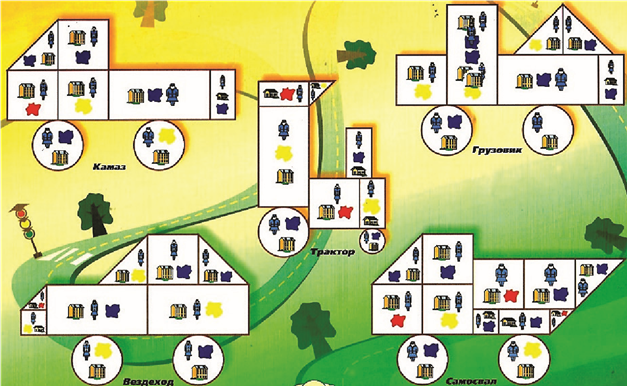 Камаз
Грузовик
Трактор
Вездеход
Самосвал